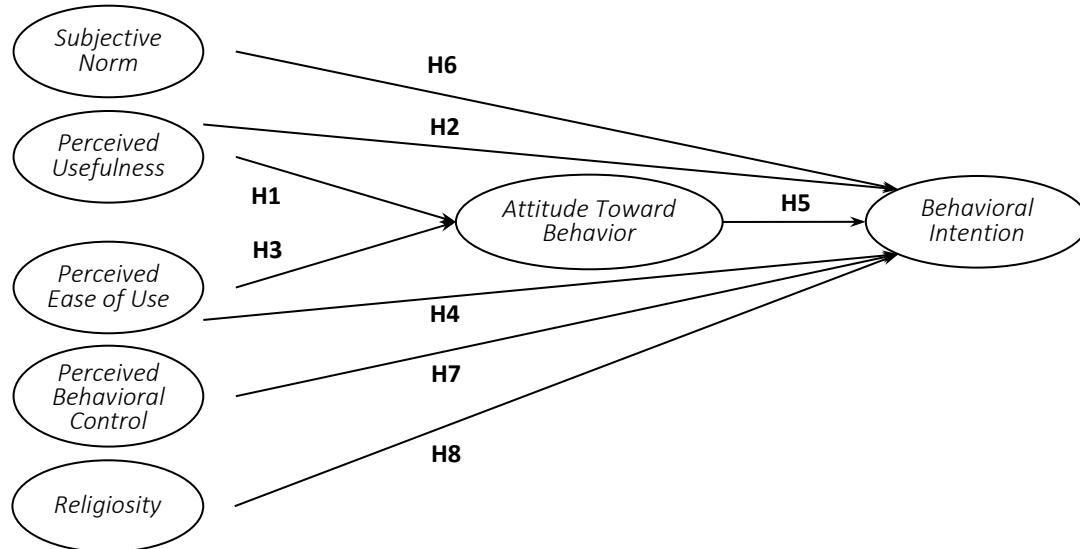 Subjective
Norm
H6
H2
Perceived
Usefulness
H1
Attitude Toward
Behavior
H5
Behavioral
Intention
H3
Perceived
Ease of Use
H4
Perceived
Behavioral
Control
H7
H8
Religiosity